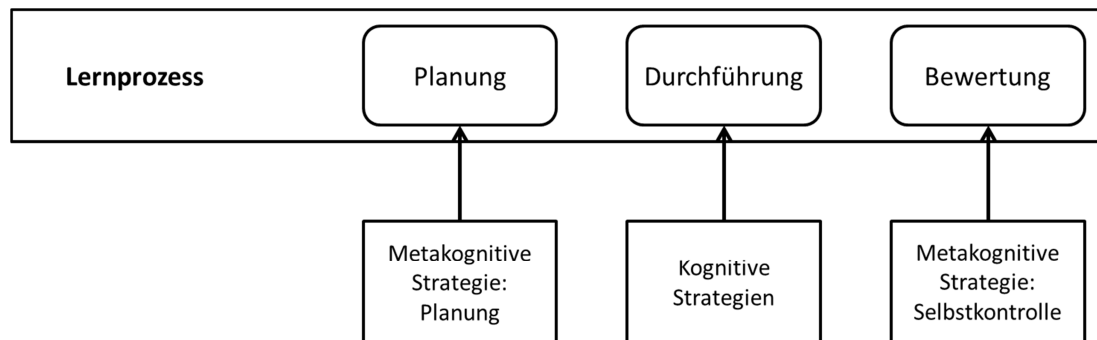 Lernprozess
Planung
Durchführung
Bewertung
Metakognitive
Strategie:
Planung
Kognitive
Strategien
Metakognitive
Strategie:
Selbstkontrolle